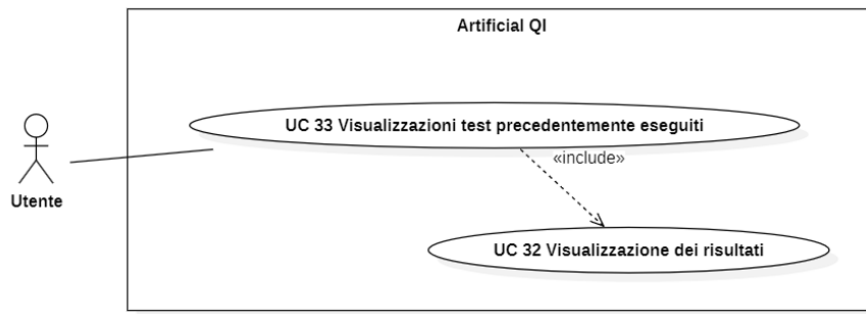 Artificial QI
UC 33 Visualizzazioni test precedentemente eseguiti
«include»
Utente
UC 32 Visualizzazione dei risultati